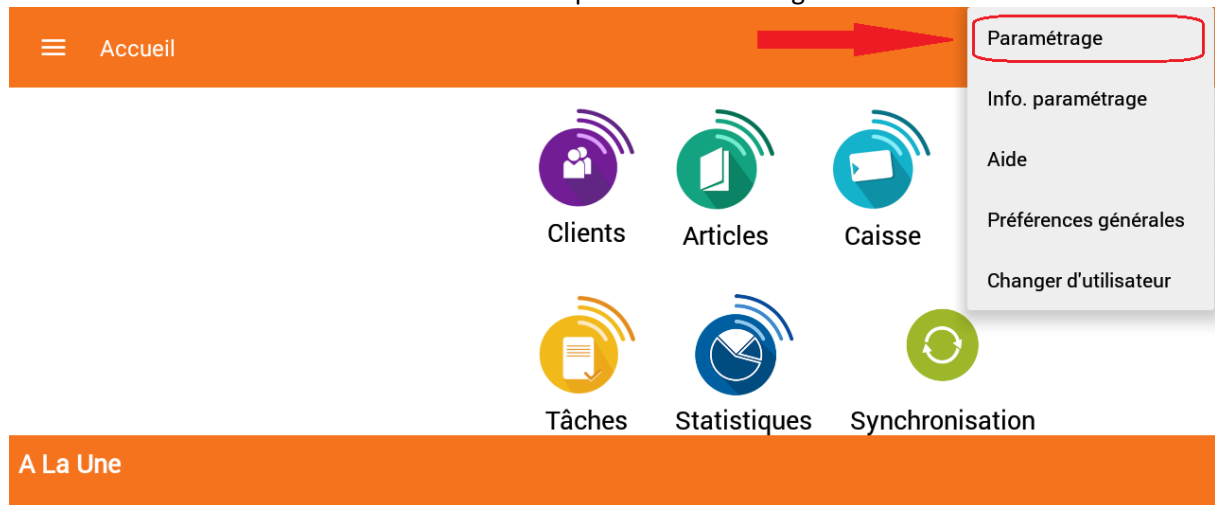 Accueil
Paramétrage
Info. paramétrage
Aide
Préférences générales
Changer d'utilisateur
Clients
Articles
Caisse
Tâches
Statistiques
Synchronisation
A La Une